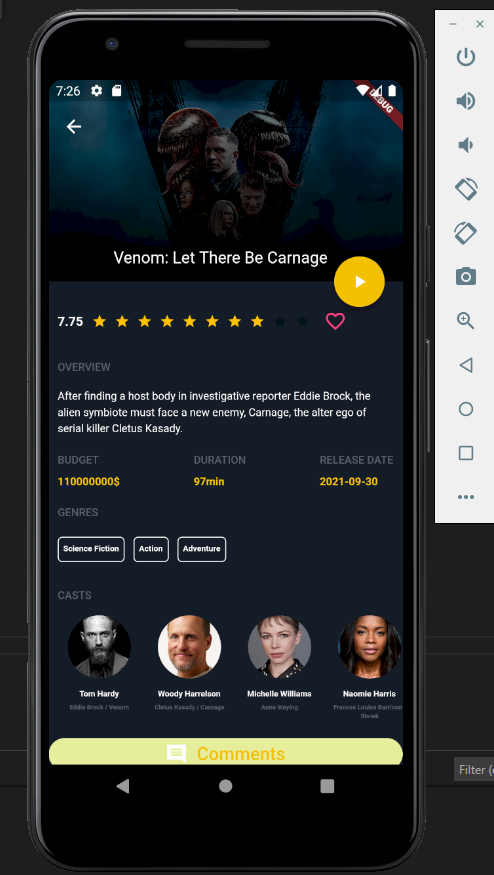 7:26
DEBUG
Venom: Let There Be Carnage
7.75
OVERVIEW
After finding a host body in investigative reporter Eddie Brock, the
alien symbiote must face a new enemy, Carnage, the alter ego of
serial killer Cletus Kasady.
BUDGET DURATION RELEASE DATE
110000000$ 97min 2021-09-30
GENRES
Science Fiction Action Adventure
CASTS
Tom Hardy Woody Harrelson Michelle Williams Naomie Harris
Eddie Brock / Venom Cletus Kasady / Carnage Anne Weying Frances Louise Barrison
Shriek
Comments
Filter (